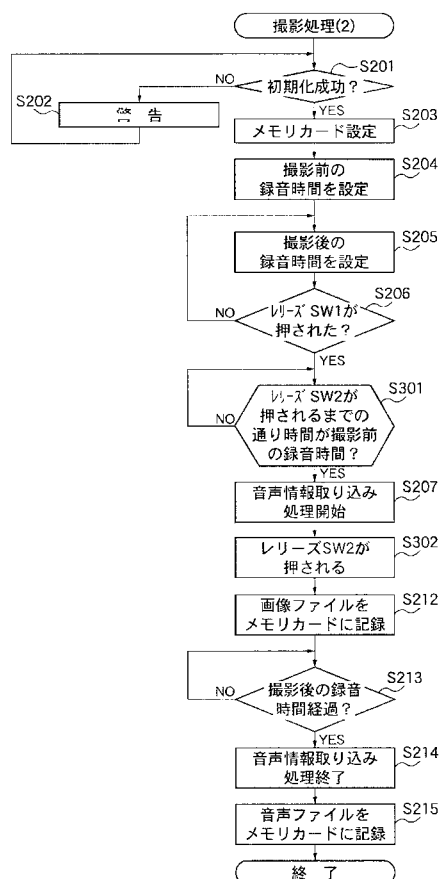 撮影処理(2)
S201
初期化成功？
NO
YES
S202
警 告
S203
メモリカード設定
S204
撮影前の
録音時間を設定
S205
撮影後の
録音時間を設定
S206
レリーズSW1が
押された？
NO
YES
S301
レリーズSW2が
押されるまでの
通り時間が撮影前
の録音時間？
NO
YES
S207
音声情報取り込み
処理開始
S302
レリーズSW2が
押される
S212
画像ファイルを
メモリカードに記録
S213
撮影後の録音
時間経過？
NO
YES
S214
音声情報取り込み
処理終了
S215
音声ファイルを
メモリカードに記録
終 了